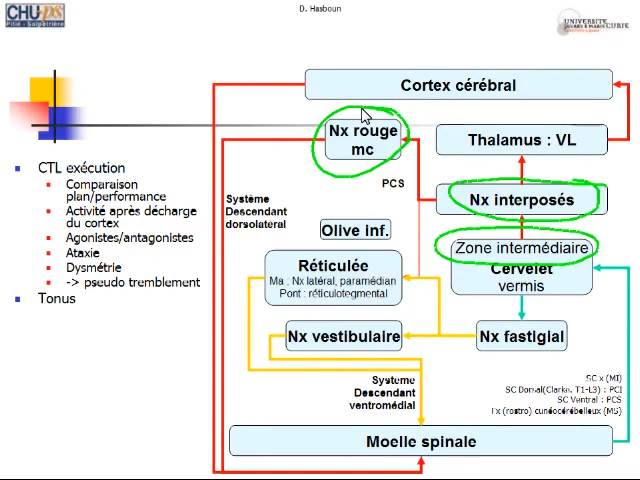 D. Hasboun
CHU ps
Pitié - Salpêtrière
UNIVERSITE
PIERRE & MARIE CURIE
Cortex cérébral
Nx rouge
mc
Thalamus : VL
PCS
Nx interposés
CTL exécution
Comparaison
plan/performance
Activité après décharge
du cortex
Agonistes/antagonistes
Ataxie
Dysmétrie
-> pseudo tremblement
Tonus
Système
Descendant
dorsolatéral
Olive inf.
Zone intermédiaire
Cervelet
vermis
Réticulée
Ma : Nx latéral, paramédian
Pont : réticulotegmental
Nx vestibulaire
Nx fastigial
Systeme
Descendant
ventromédial
SC x (MI)
SC Dorsal(Clarke, T1-L3) : PCI
SC Ventral : PCS
Fx (rostro) cunéocérébelleux (MS)
Moelle spinale